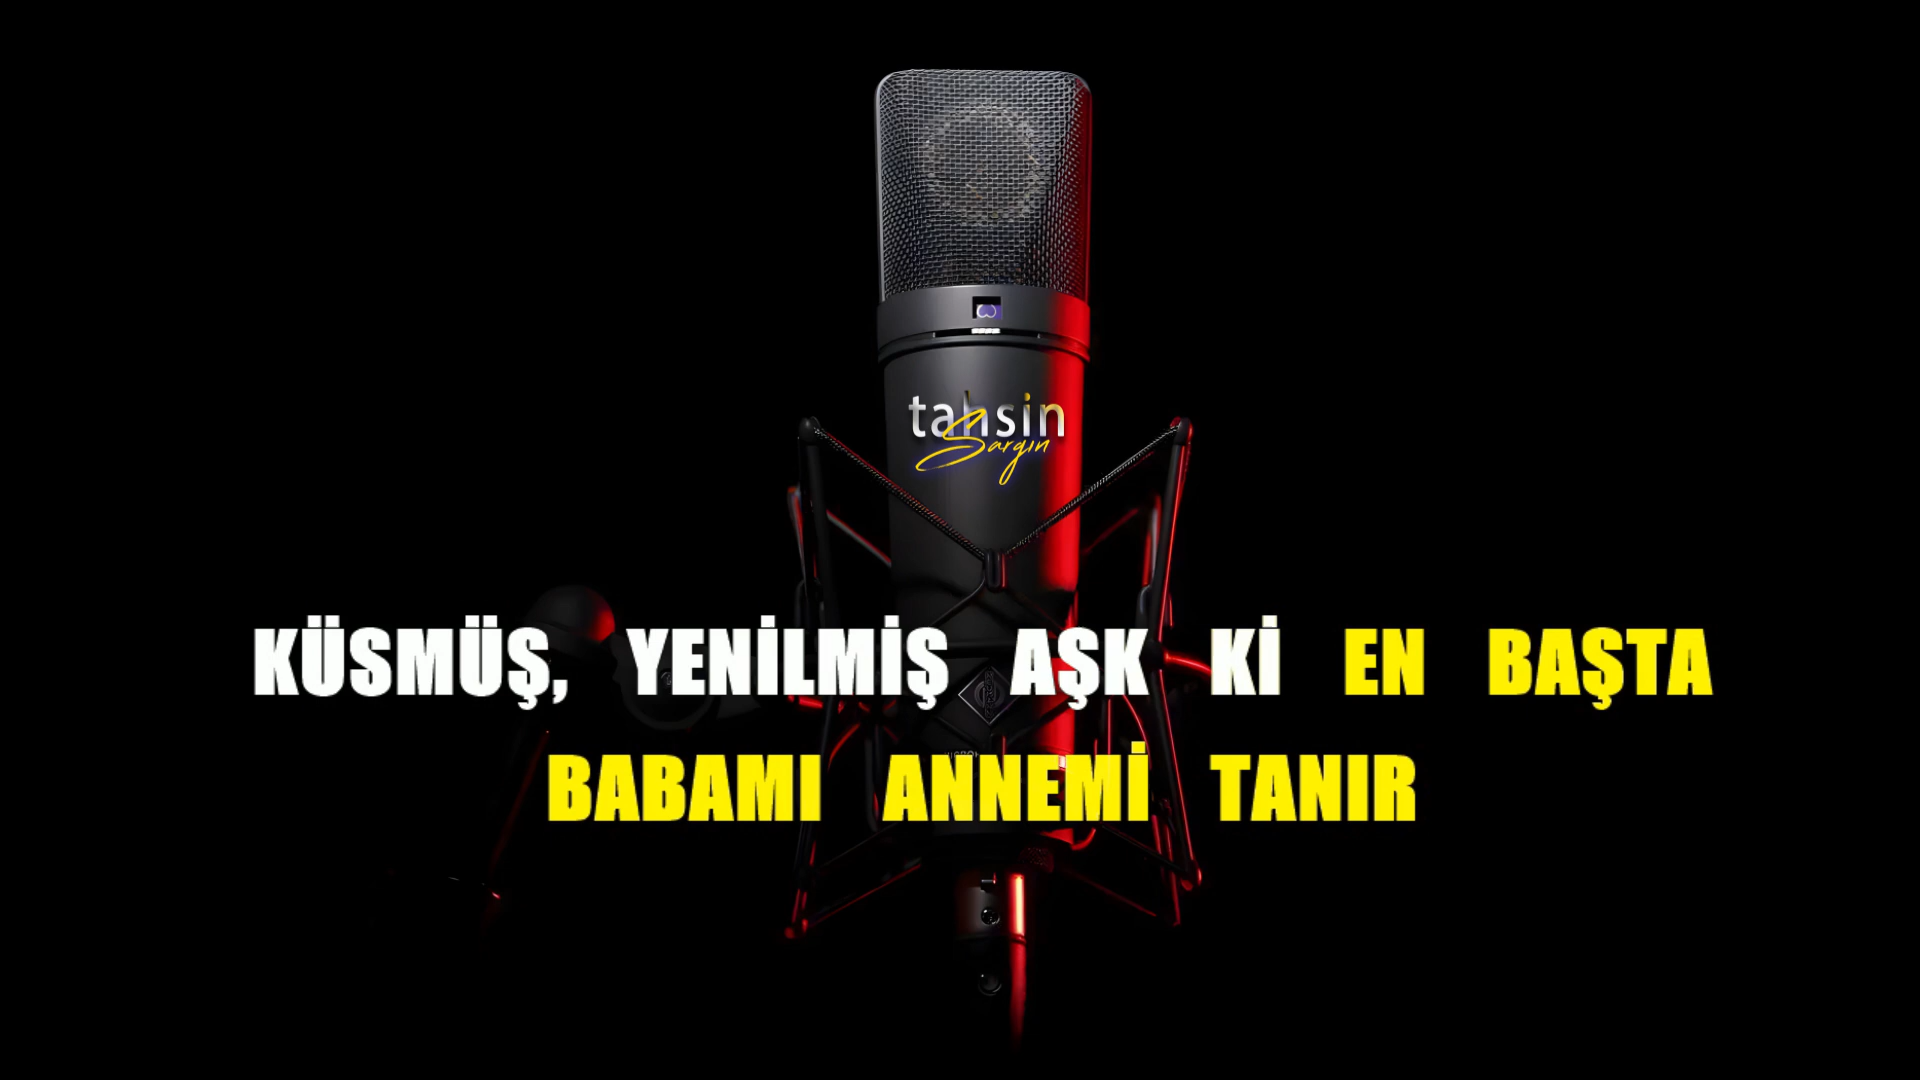 tahsin
Sargın
KÜSMÜŞ, YENİLMİŞ AŞK Kİ EN BAŞTA
BABAMI ANNEMİ TANIR